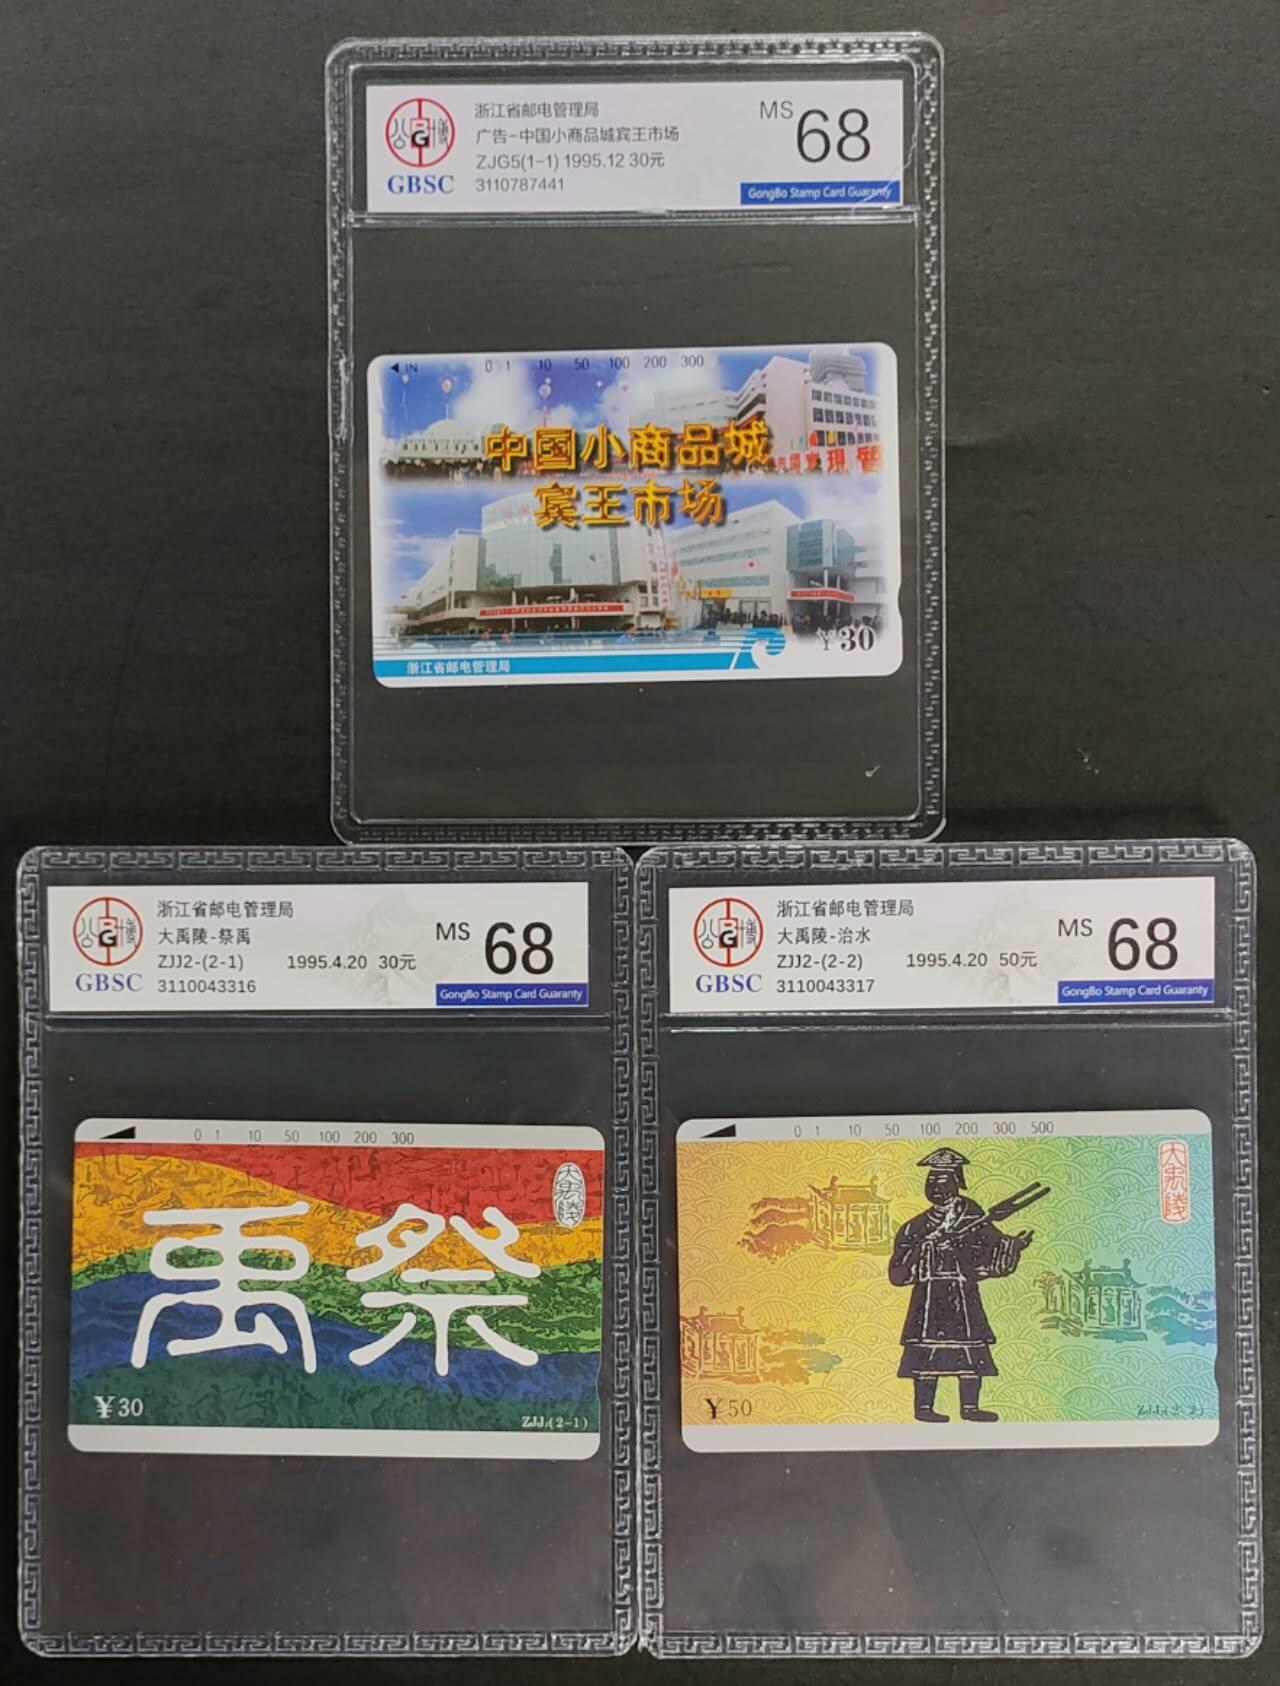 浙江省邮电管理局
广告-中国小商品城宾王市场
ZJG5(1-1) 1995.12 30元
3110787441
MS 68
GBSC
GongBo Stamp Card Guaranty
IN 0 1 10 50 100 200 300
中国小商品城
宾王市场
¥30
浙江省邮电管理局
浙江省邮电管理局
大禹陵-祭禹
ZJJ2-(2-1) 1995.4.20 30元
3110043316
MS 68
GBSC
GongBo Stamp Card Guaranty
0 1 10 50 100 200 300
大禹陵
禹祭
¥30
ZJJ2(2-1)
浙江省邮电管理局
大禹陵-治水
ZJJ2-(2-2) 1995.4.20 50元
3110043317
MS 68
GBSC
GongBo Stamp Card Guaranty
0 1 10 50 100 200 300 500
大禹陵
¥50
ZJJ2(2-2)